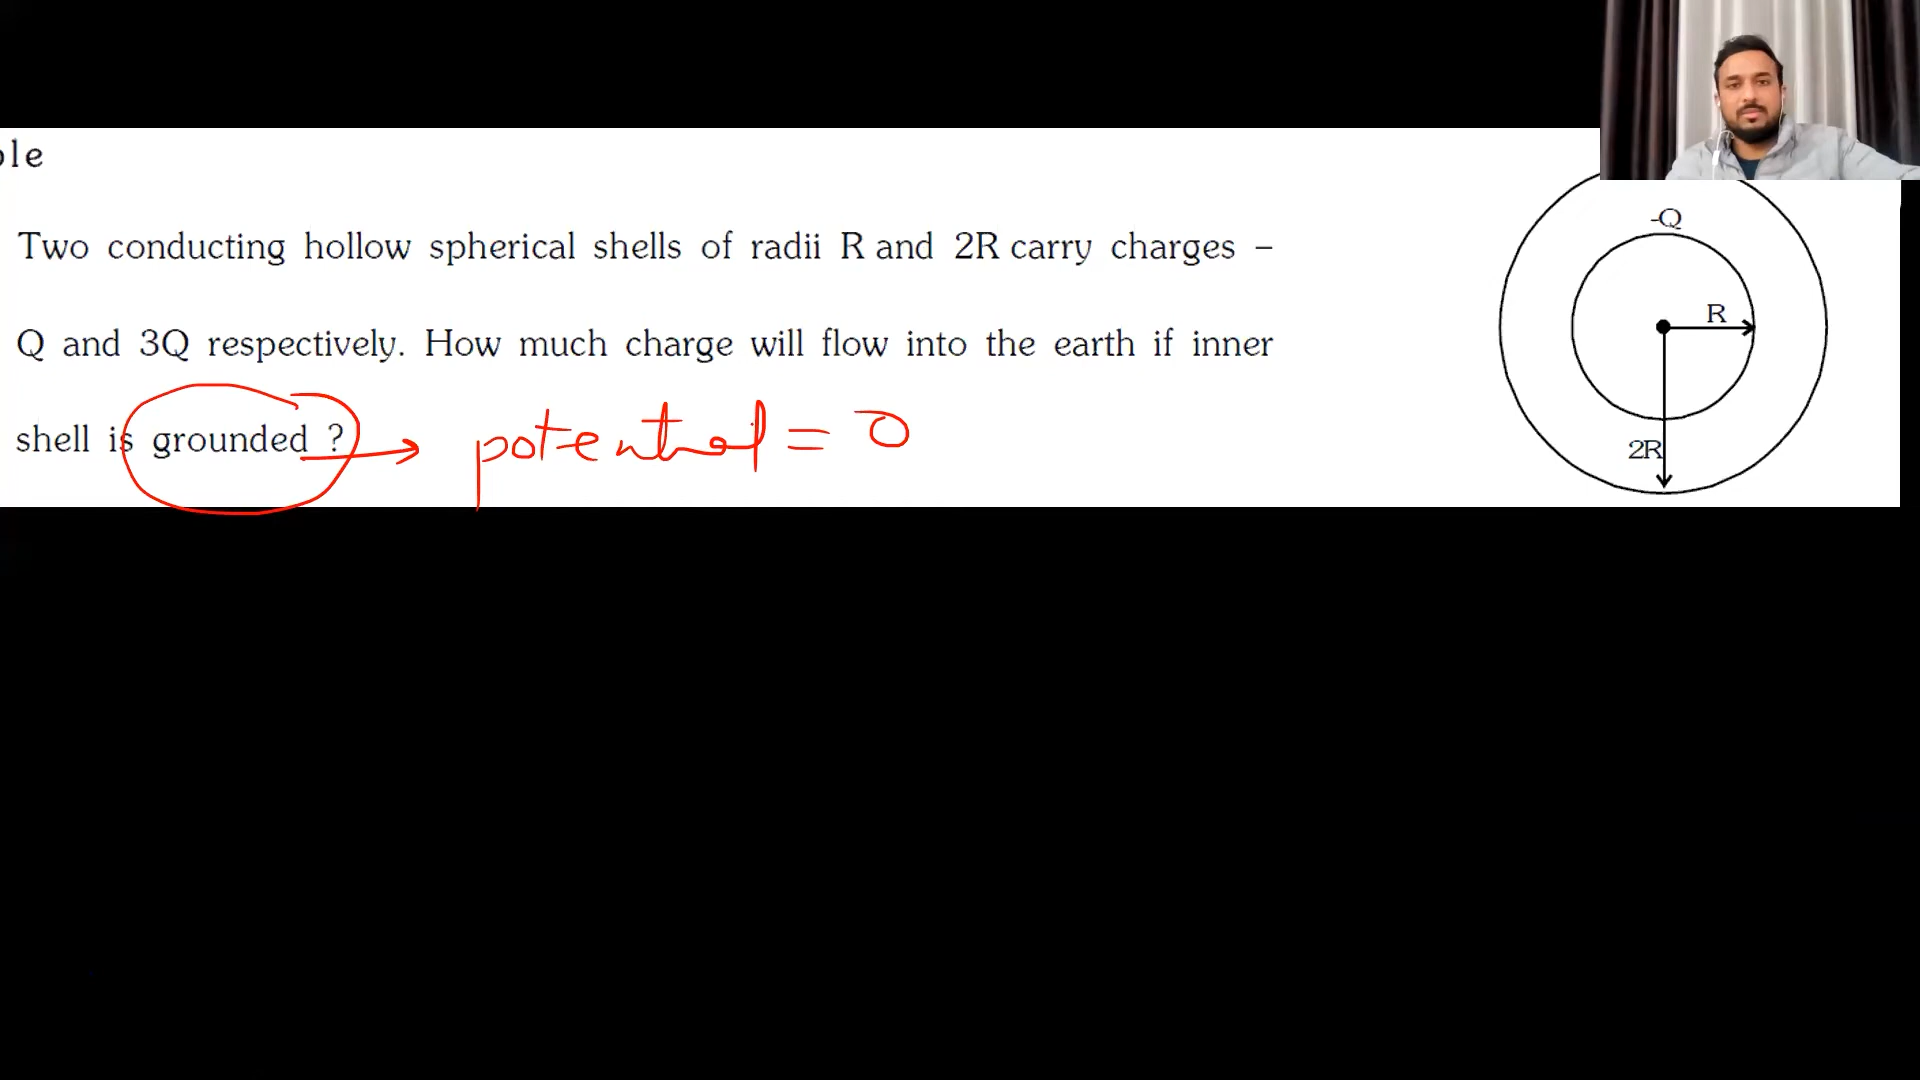 ole
Two conducting hollow spherical shells of radii R and 2R carry charges –
Q and 3Q respectively. How much charge will flow into the earth if inner
shell is grounded ? potential = 0
-Q
R
2R